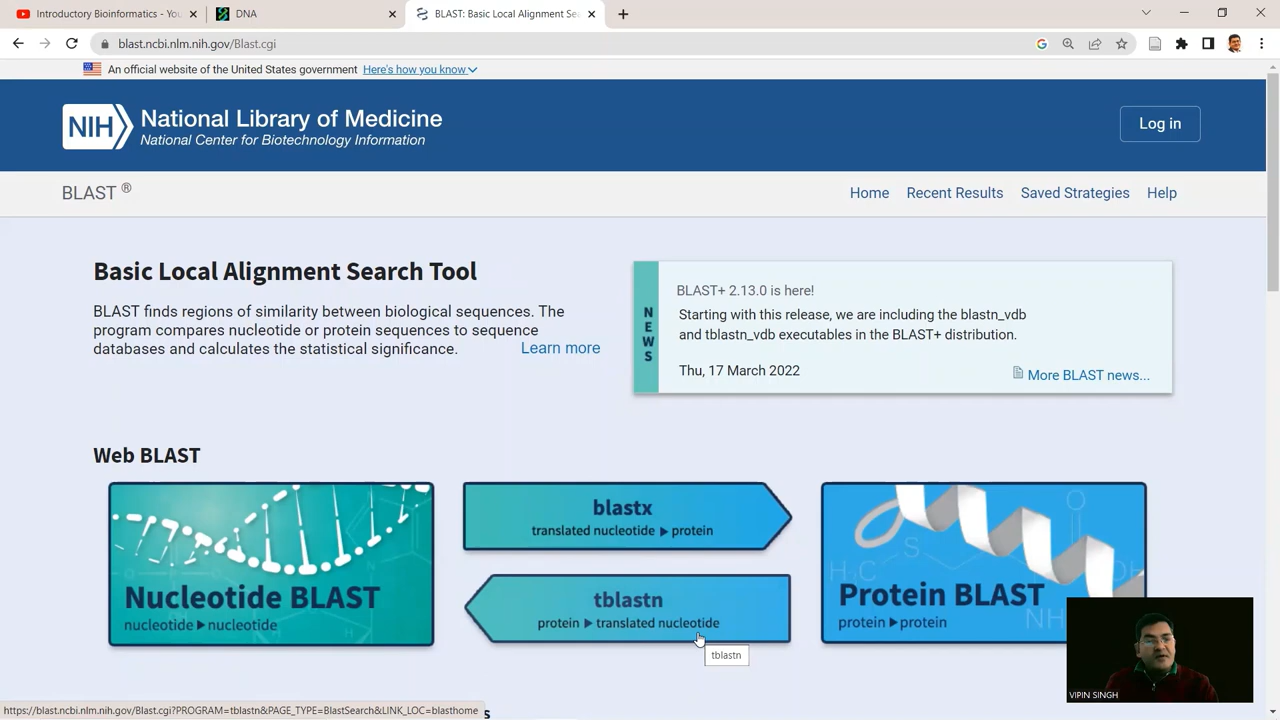 Introductory Bioinformatics - You
DNA
BLAST: Basic Local Alignment Se
blast.ncbi.nlm.nih.gov/Blast.cgi
An official website of the United States government Here's how you know
NIH National Library of Medicine
National Center for Biotechnology Information
Log in
BLAST ®
Home Recent Results Saved Strategies Help
Basic Local Alignment Search Tool
BLAST finds regions of similarity between biological sequences. The
program compares nucleotide or protein sequences to sequence
databases and calculates the statistical significance.
Learn more
NEWS
BLAST+ 2.13.0 is here!
Starting with this release, we are including the blastn_vdb
and tblastn_vdb executables in the BLAST+ distribution.
Thu, 17 March 2022
More BLAST news...
Web BLAST
Nucleotide BLAST
nucleotide ▶ nucleotide
blastx
translated nucleotide ▶ protein
tblastn
protein ▶ translated nucleotide
tblastn
Protein BLAST
protein ▶ protein
VIPIN SINGH
https://blast.ncbi.nlm.nih.gov/Blast.cgi?PROGRAM=tblastn&PAGE_TYPE=BlastSearch&LINK_LOC=blasthome